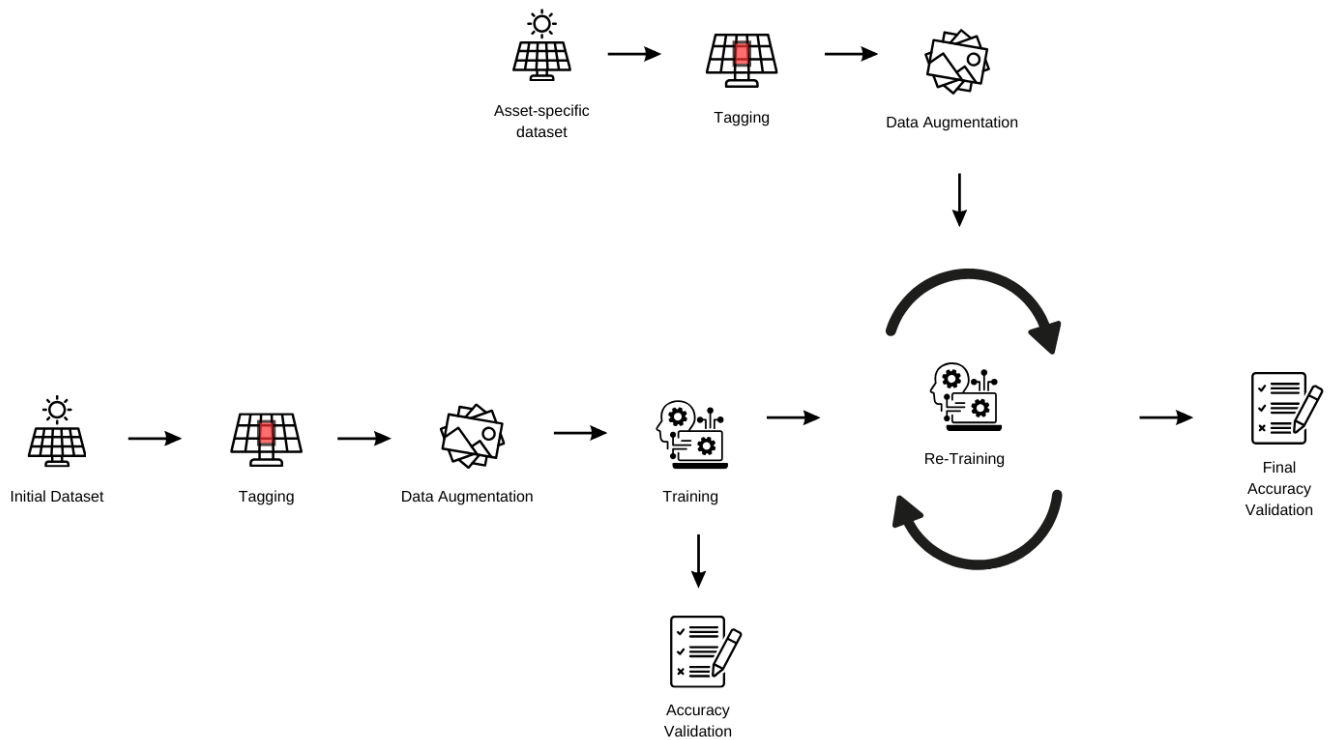 Asset-specific
dataset
Tagging
Data Augmentation
Initial Dataset
Tagging
Data Augmentation
Training
Re-Training
Final
Accuracy
Validation
Accuracy
Validation